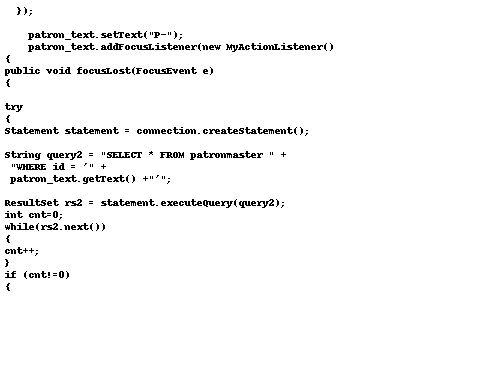 });
patron_text.setText("P-");
patron_text.addFocusListener(new MyActionListener()
{
public void focusLost(FocusEvent e)
{
try
{
Statement statement = connection.createStatement();
String query2 = "SELECT * FROM patronmaster " +
"WHERE id = '" +
patron_text.getText() +"'";
ResultSet rs2 = statement.executeQuery(query2);
int cnt=0;
while(rs2.next())
{
cnt++;
}
if (cnt!=0)
{